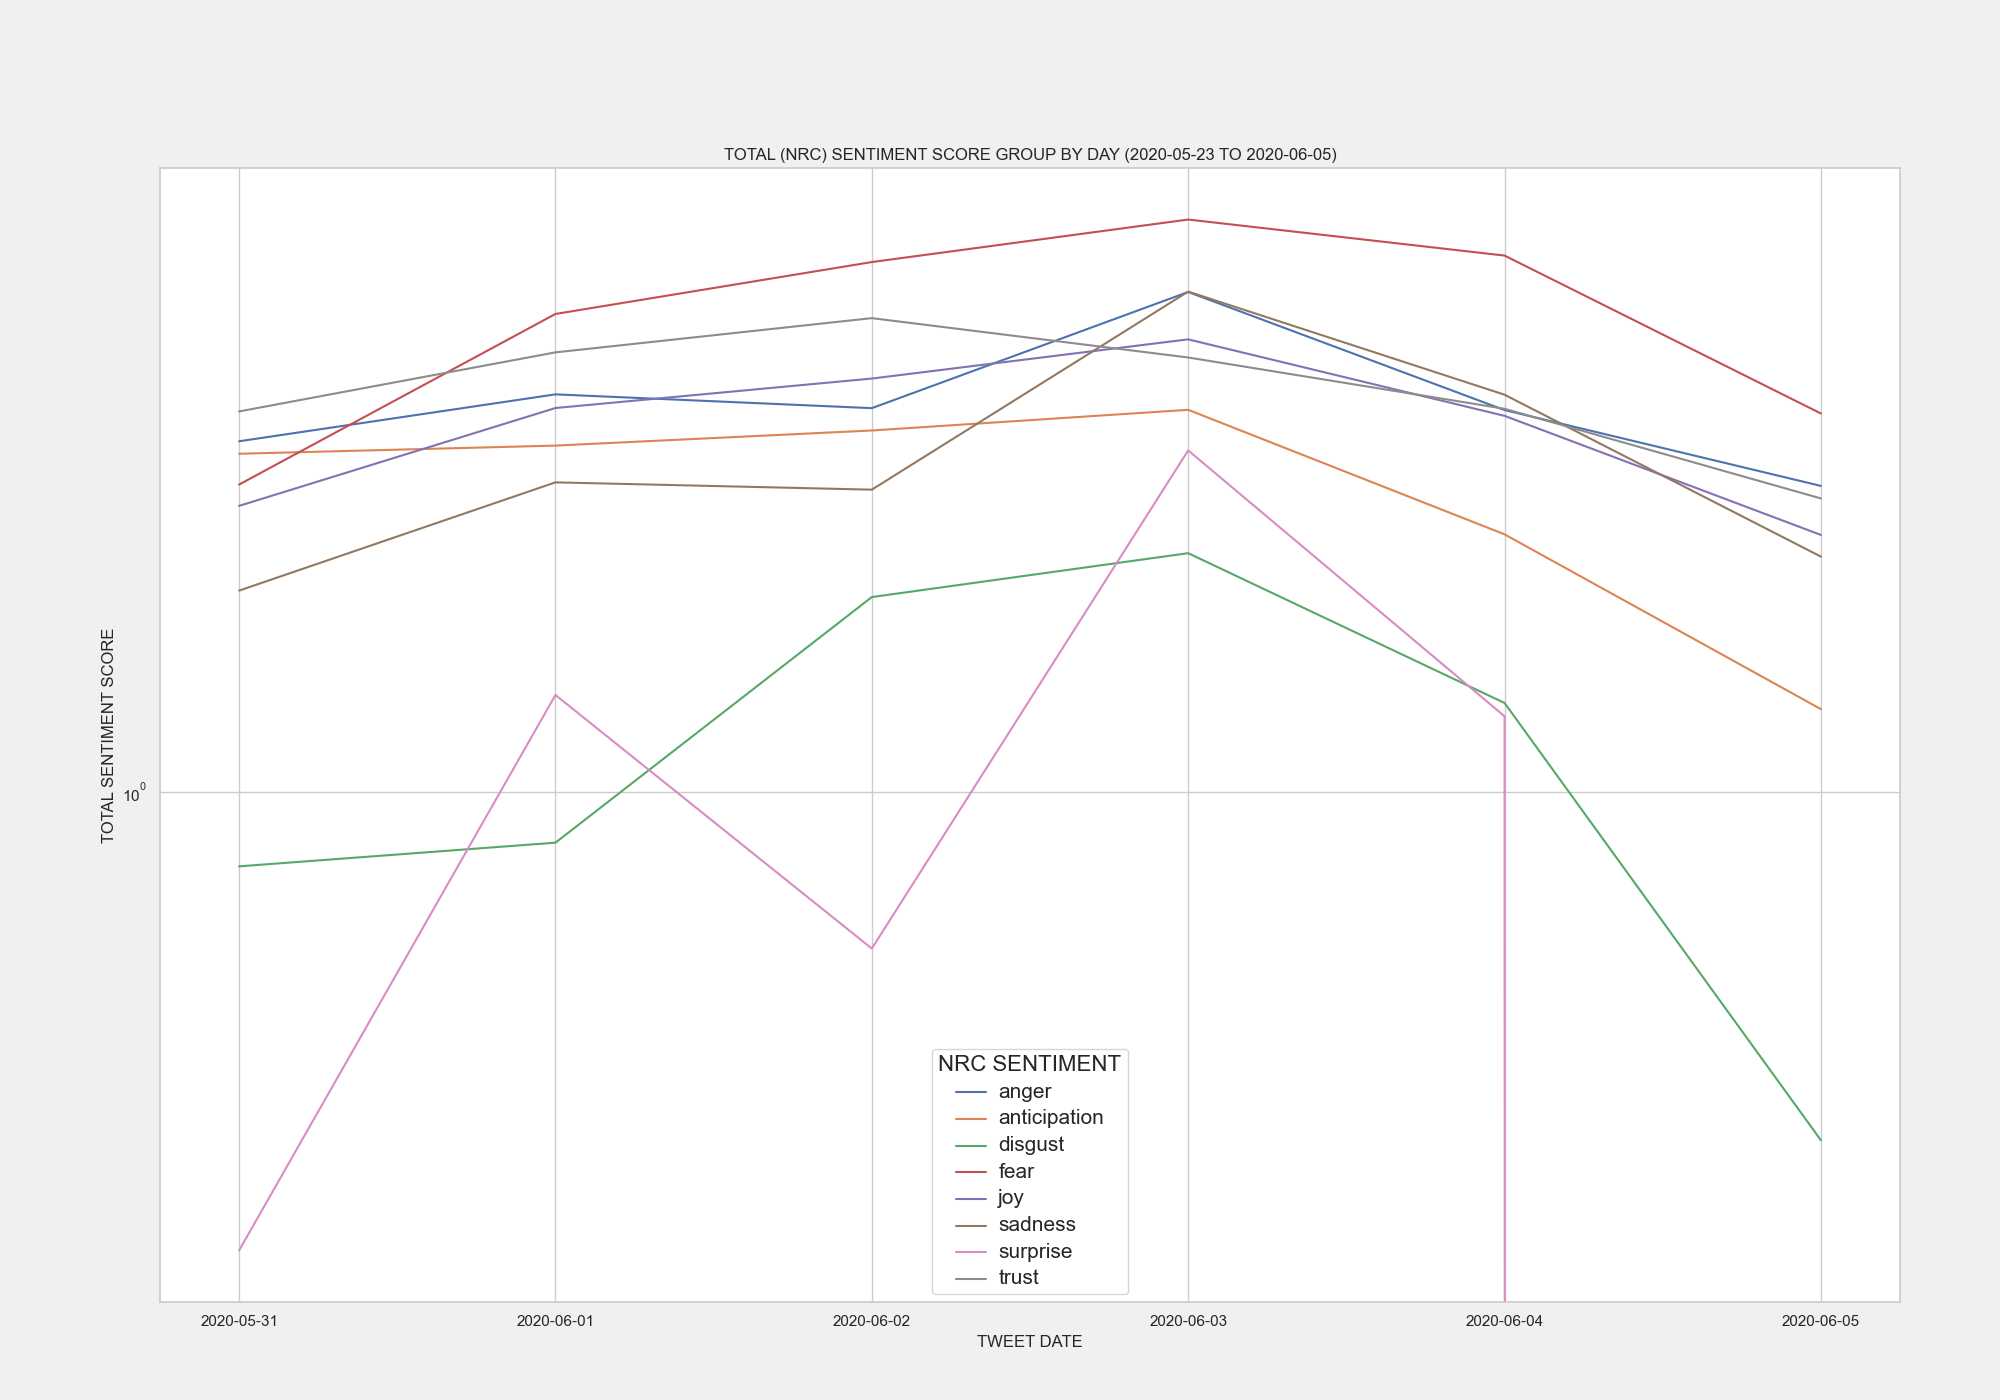 TOTAL (NRC) SENTIMENT SCORE GROUP BY DAY (2020-05-23 TO 2020-06-05)
TOTAL SENTIMENT SCORE
10⁰
NRC SENTIMENT
anger
anticipation
disgust
fear
joy
sadness
surprise
trust
2020-05-31 2020-06-01 2020-06-02 2020-06-03 2020-06-04 2020-06-05
TWEET DATE